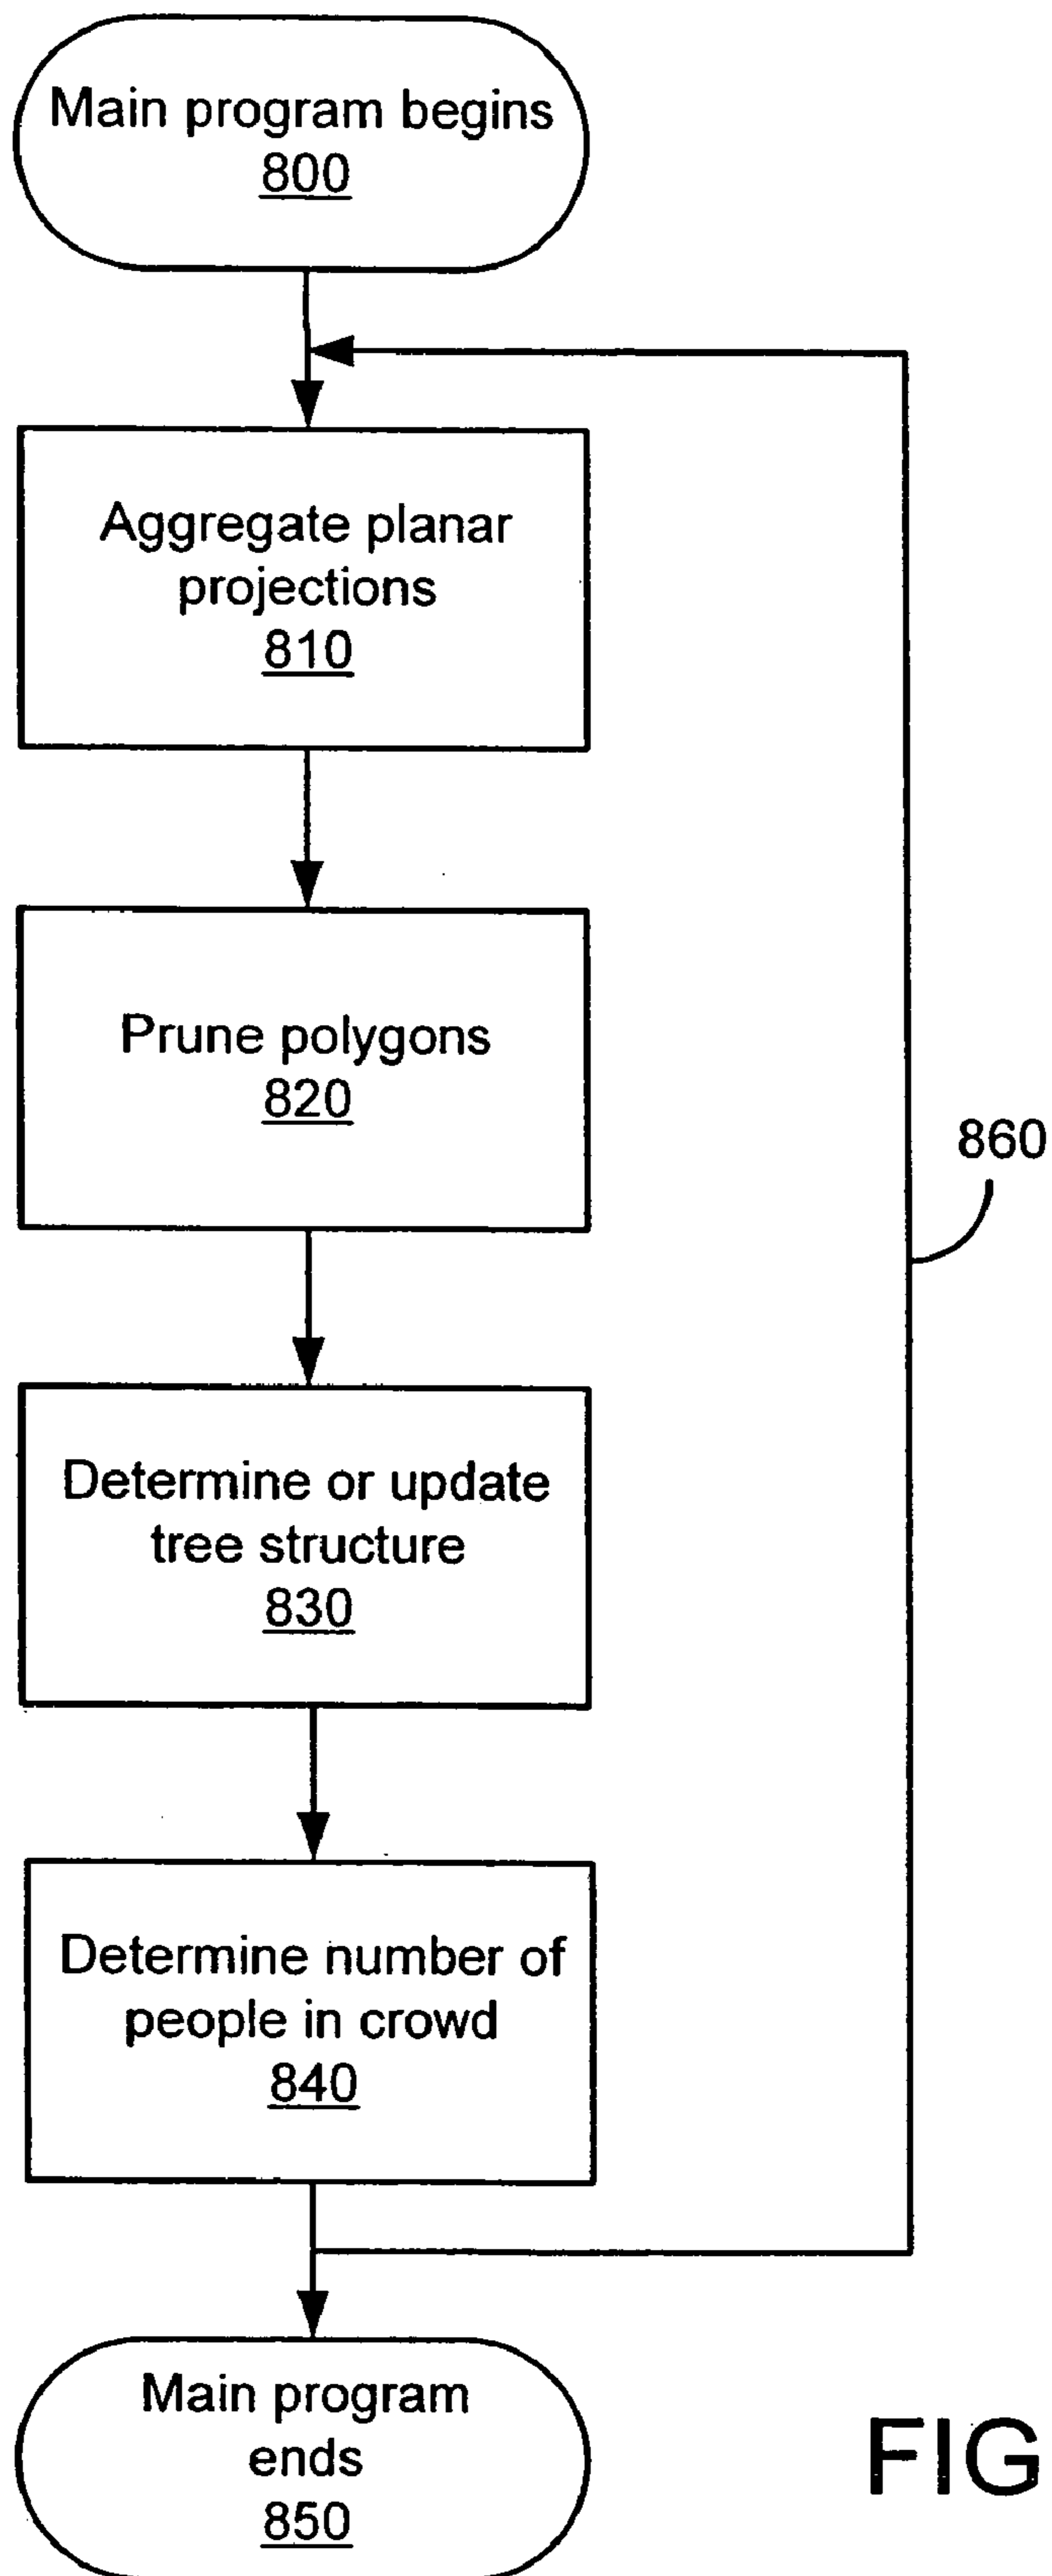 Main program begins
800
Aggregate planar
projections
810
Prune polygons
820
860
Determine or update
tree structure
830
Determine number of
people in crowd
840
Main program
ends
850
FIG